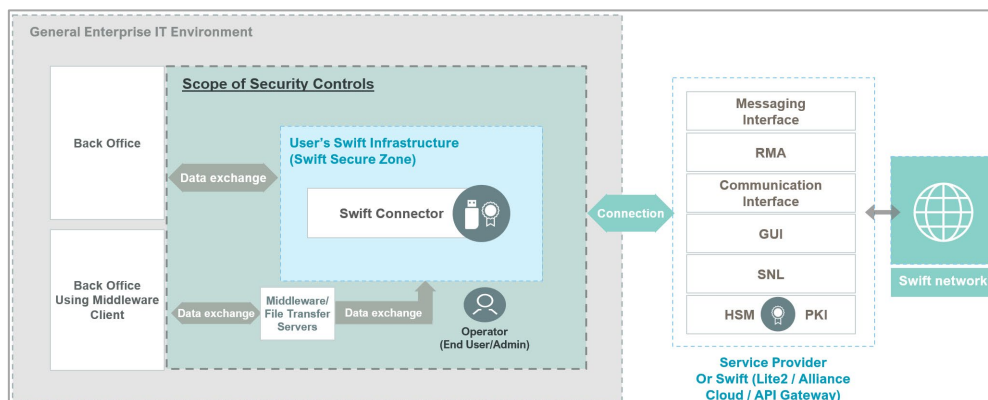 General Enterprise IT Environment
Scope of Security Controls
Back Office
User's Swift Infrastructure
(Swift Secure Zone)
Data exchange
Swift Connector
Connection
Back Office
Using Middleware
Client
Data exchange
Middleware/
File Transfer
Servers
Data exchange
Operator
(End User/Admin)
Messaging
Interface
RMA
Communication
Interface
GUI
SNL
HSM
PKI
Service Provider
Or Swift (Lite2 / Alliance
Cloud / API Gateway)
Swift network